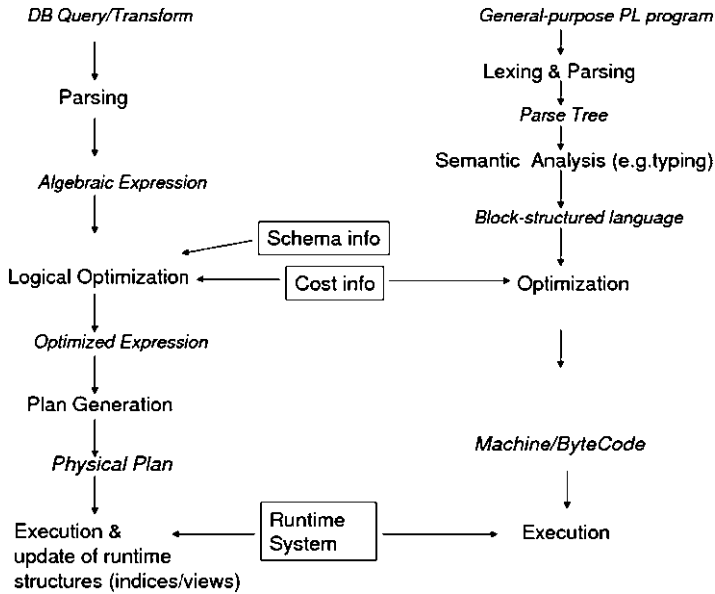 DB Query/Transform
Parsing
Algebraic Expression
Logical Optimization
Optimized Expression
Plan Generation
Physical Plan
Execution &
update of runtime
structures (indices/views)
Schema info
Cost info
Runtime
System
General-purpose PL program
Lexing & Parsing
Parse Tree
Semantic Analysis (e.g.typing)
Block-structured language
Optimization
Machine/ByteCode
Execution